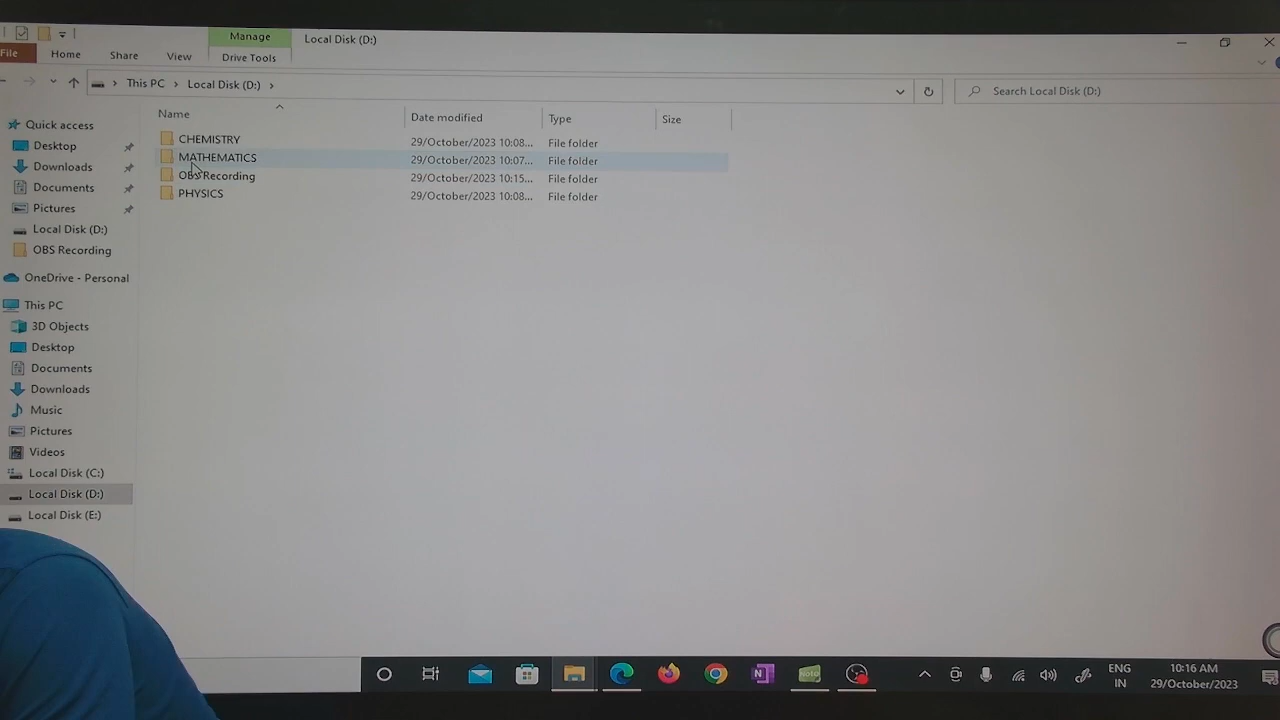 Manage
Local Disk (D:)
File
Home
Share
View
Drive Tools
This PC
Local Disk (D:)
Search Local Disk (D:)
Name
Date modified
Type
Size
CHEMISTRY
29/October/2023 10:08...
File folder
MATHEMATICS
29/October/2023 10:07...
File folder
OBS Recording
29/October/2023 10:15...
File folder
PHYSICS
29/October/2023 10:08...
File folder
Quick access
Desktop
Downloads
Documents
Pictures
Local Disk (D:)
OBS Recording
OneDrive - Personal
This PC
3D Objects
Desktop
Documents
Downloads
Music
Pictures
Videos
Local Disk (C:)
Local Disk (D:)
Local Disk (E:)
N
Note
ENG
IN
10:16 AM
29/October/2023